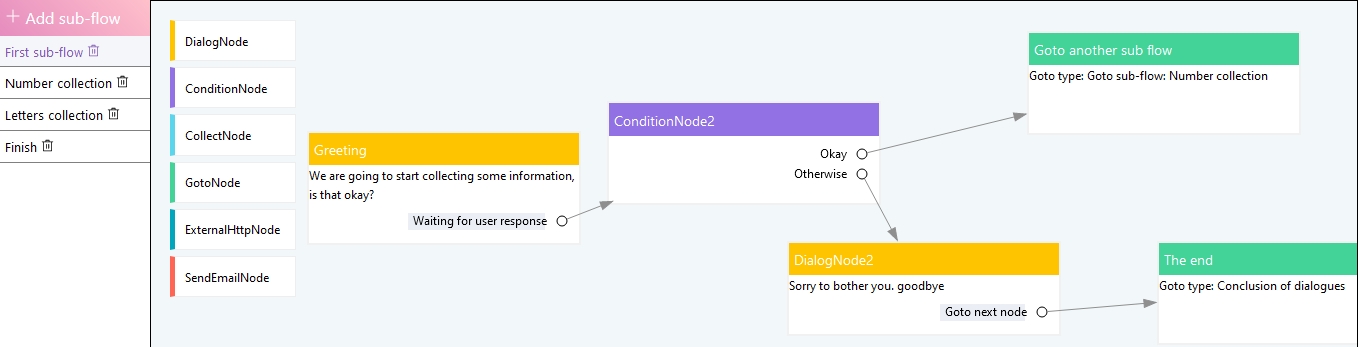 Add sub-flow
First sub-flow
Number collection
Letters collection
Finish
DialogNode
ConditionNode
CollectNode
GotoNode
ExternalHttpNode
SendEmailNode
Greeting
We are going to start collecting some information,
is that okay?
Waiting for user response
ConditionNode2
Okay
Otherwise
Goto another sub flow
Goto type: Goto sub-flow: Number collection
DialogNode2
Sorry to bother you. goodbye
Goto next node
The end
Goto type: Conclusion of dialogues